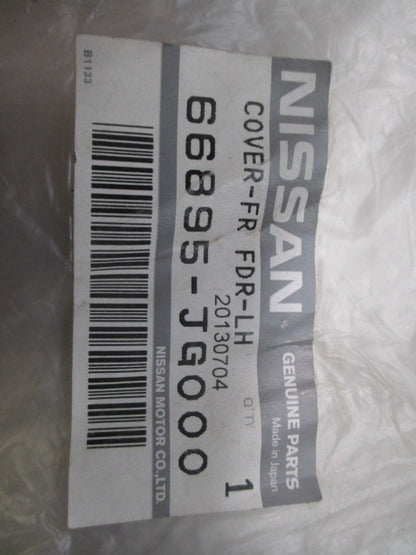 NISSAN GENUINE PARTS
Made in Japan
COVER-FR FDR-LH
20130704
Q'TY 1
66895-JG000
NISSAN MOTOR CO.,LTD.
B1133